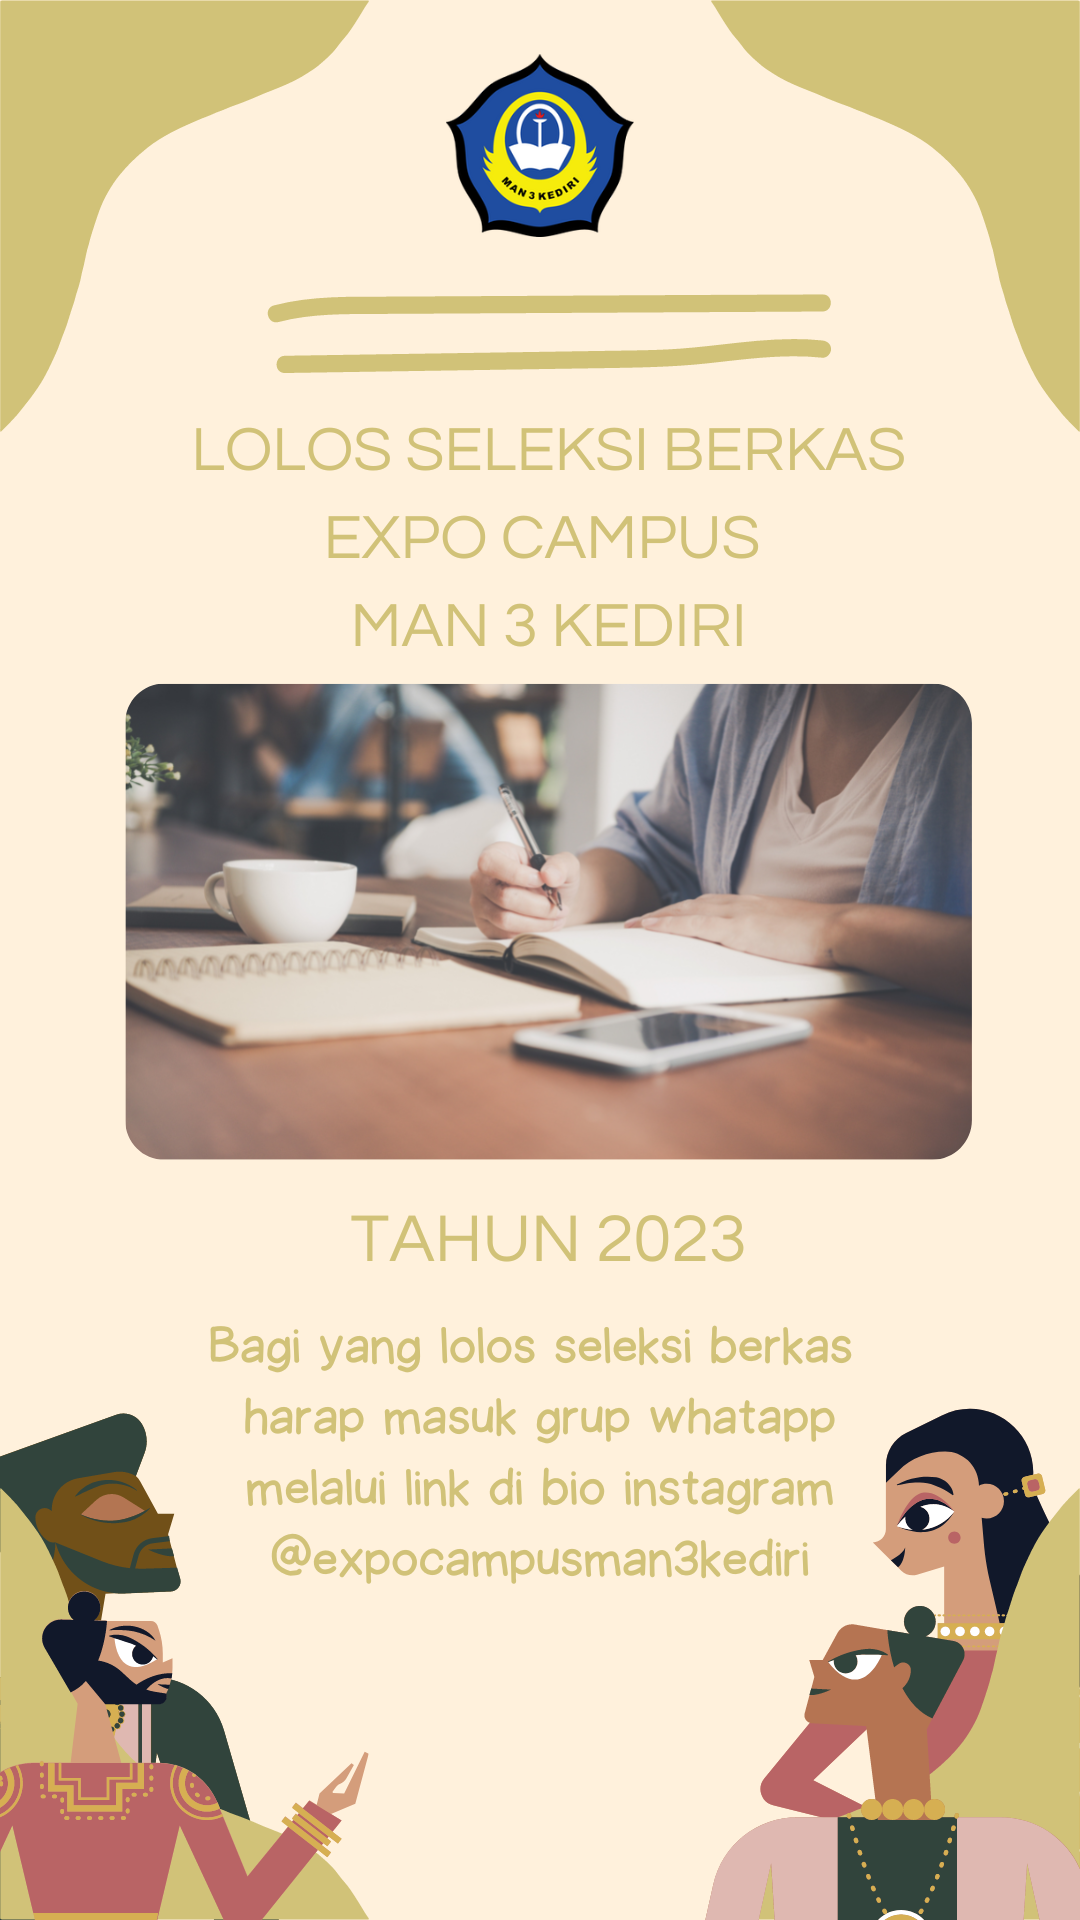 MAN 3 KEDIRI
LOLOS SELEKSI BERKAS
EXPO CAMPUS
MAN 3 KEDIRI
TAHUN 2023
Bagi yang lolos seleksi berkas
harap masuk grup whatapp
melalui link di bio instagram
@expocampusman3kediri